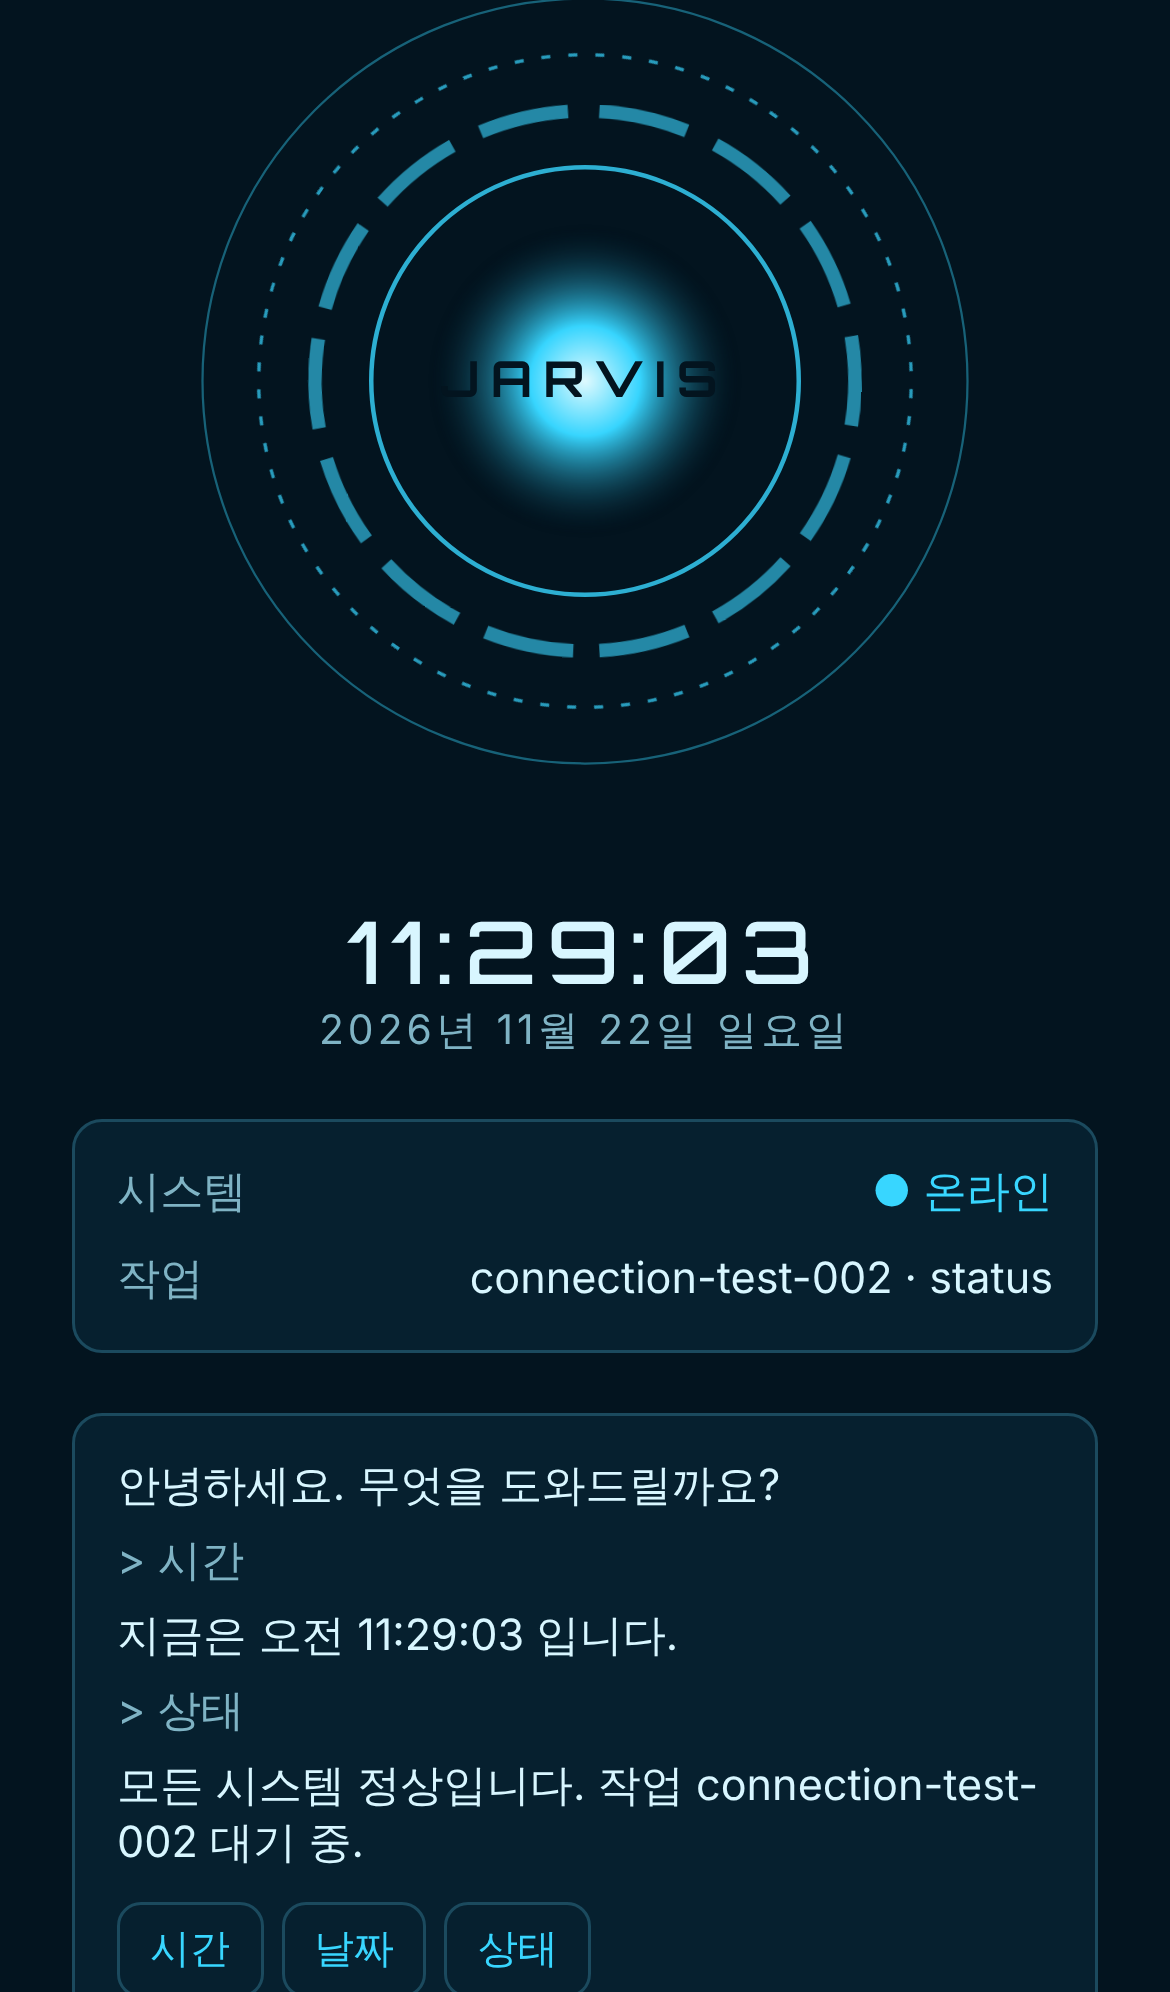 JARVIS
11:29:03
2026년 11월 22일 일요일
시스템
온라인
작업
connection-test-002 · status
안녕하세요. 무엇을 도와드릴까요?
> 시간
지금은 오전 11:29:03 입니다.
> 상태
모든 시스템 정상입니다. 작업 connection-test-
002 대기 중.
시간 날짜 상태